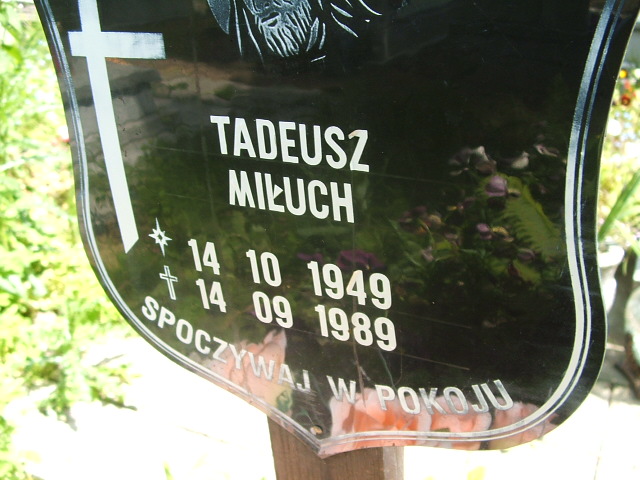 TADEUSZ
MIŁUCH
14 10 1949
14 09 1989
SPOCZYWAJ W POKOJU